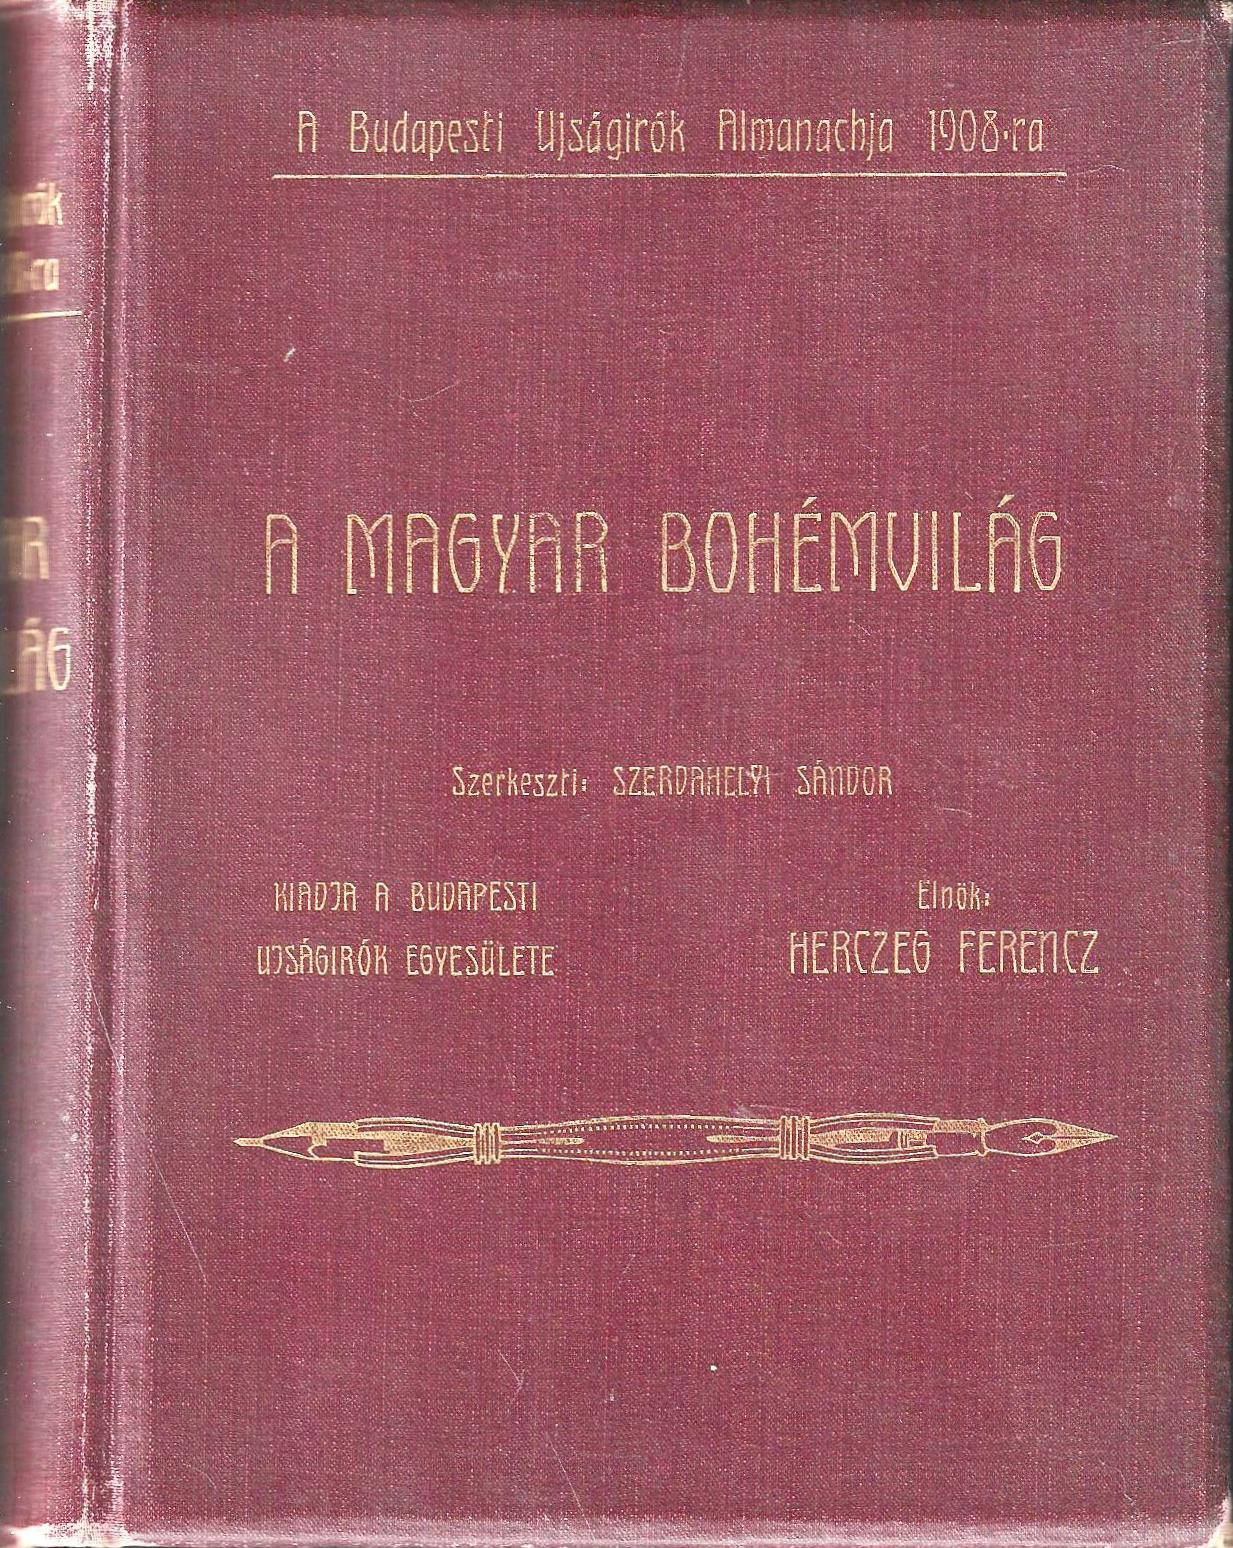 A Budapesti Ujságirók Almanachja 1908-ra
A MAGYAR BOHÉMVILÁG
Szerkeszti: SZERDAHELYI SÁNDOR
KIADJA A BUDAPESTI
UJSÁGIRÓK EGYESÜLETE
Elnök:
HERCZEG FERENCZ